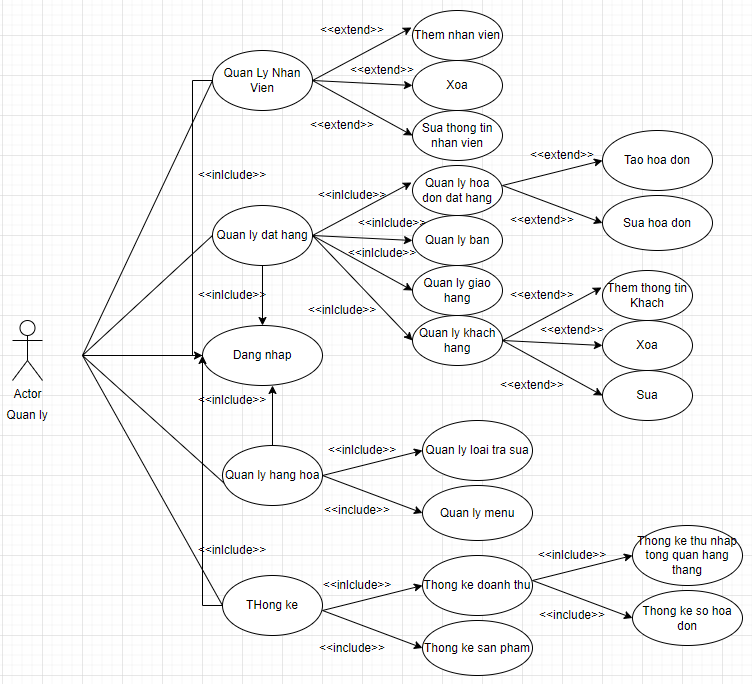 <<extend>>
Them nhan vien
Quan Ly Nhan
Vien
<<extend>>
Xoa
<<extend>>
Sua thong tin
nhan vien
<<inlclude>>
Quan ly dat hang
<<inlclude>>
Quan ly hoa
don dat hang
<<extend>>
Tao hoa don
<<extend>>
Sua hoa don
<<inlclude>>
Quan ly ban
<<inlclude>>
Quan ly giao
hang
<<inlclude>>
Quan ly khach
hang
<<extend>>
Them thong tin
Khach
<<extend>>
Xoa
<<extend>>
Sua
<<inlclude>>
Dang nhap
Actor
Quan ly
<<inlclude>>
Quan ly hang hoa
<<inlclude>>
Quan ly loai tra sua
<<include>>
Quan ly menu
<<inlclude>>
THong ke
<<inlclude>>
Thong ke doanh thu
<<inlclude>>
Thong ke thu nhap
tong quan hang
thang
<<include>>
Thong ke so hoa
don
<<include>>
Thong ke san pham